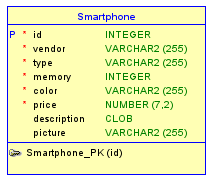 Smartphone
P * id INTEGER
* vendor VARCHAR2 (255)
* type VARCHAR2 (255)
* memory INTEGER
* color VARCHAR2 (255)
* price NUMBER (7,2)
description CLOB
picture VARCHAR2 (255)
Smartphone_PK (id)